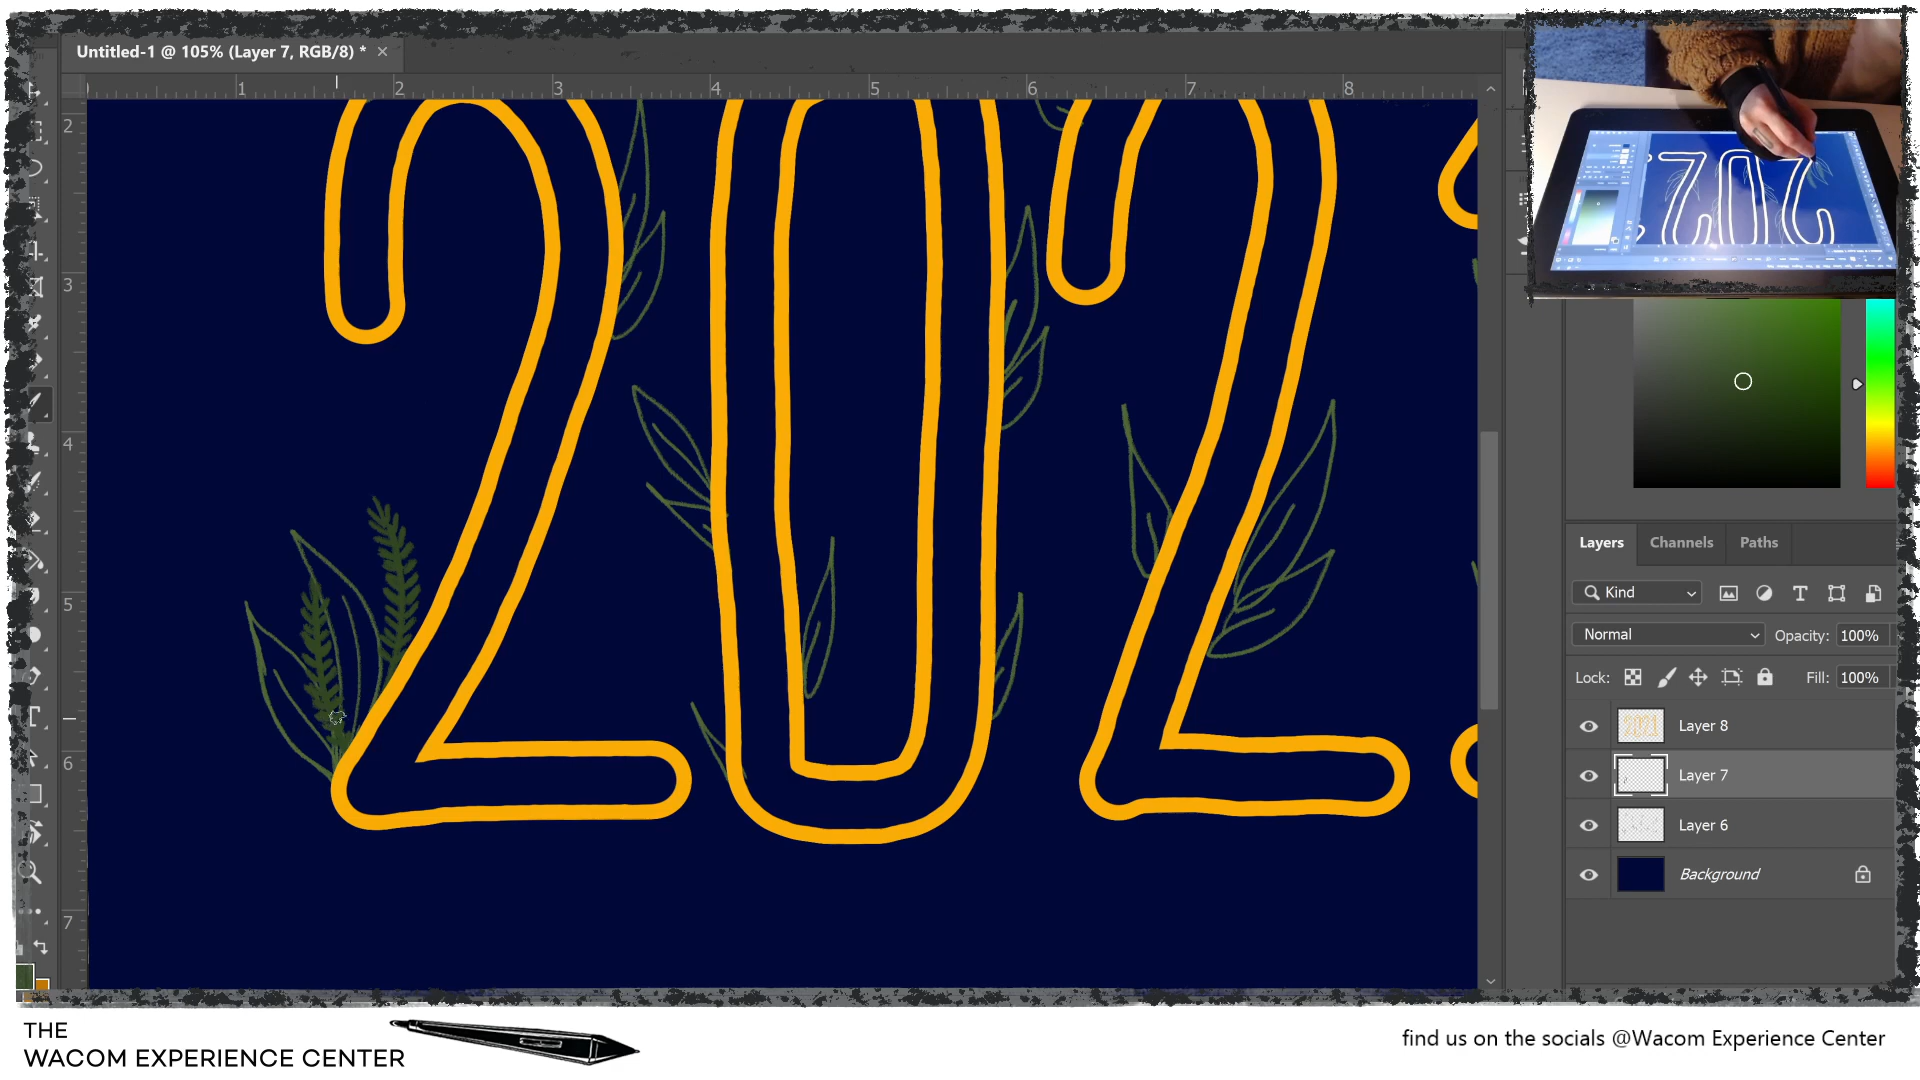 Untitled-1 @ 105% (Layer 7, RGB/8) *
1 2 3 4 5 6 7 8
2
3
4
5
6
7
202
Layers Channels Paths
Kind
Normal Opacity: 100%
Lock: Fill: 100%
Layer 8
Layer 7
Layer 6
Background
THE
WACOM EXPERIENCE CENTER
find us on the socials @Wacom Experience Center